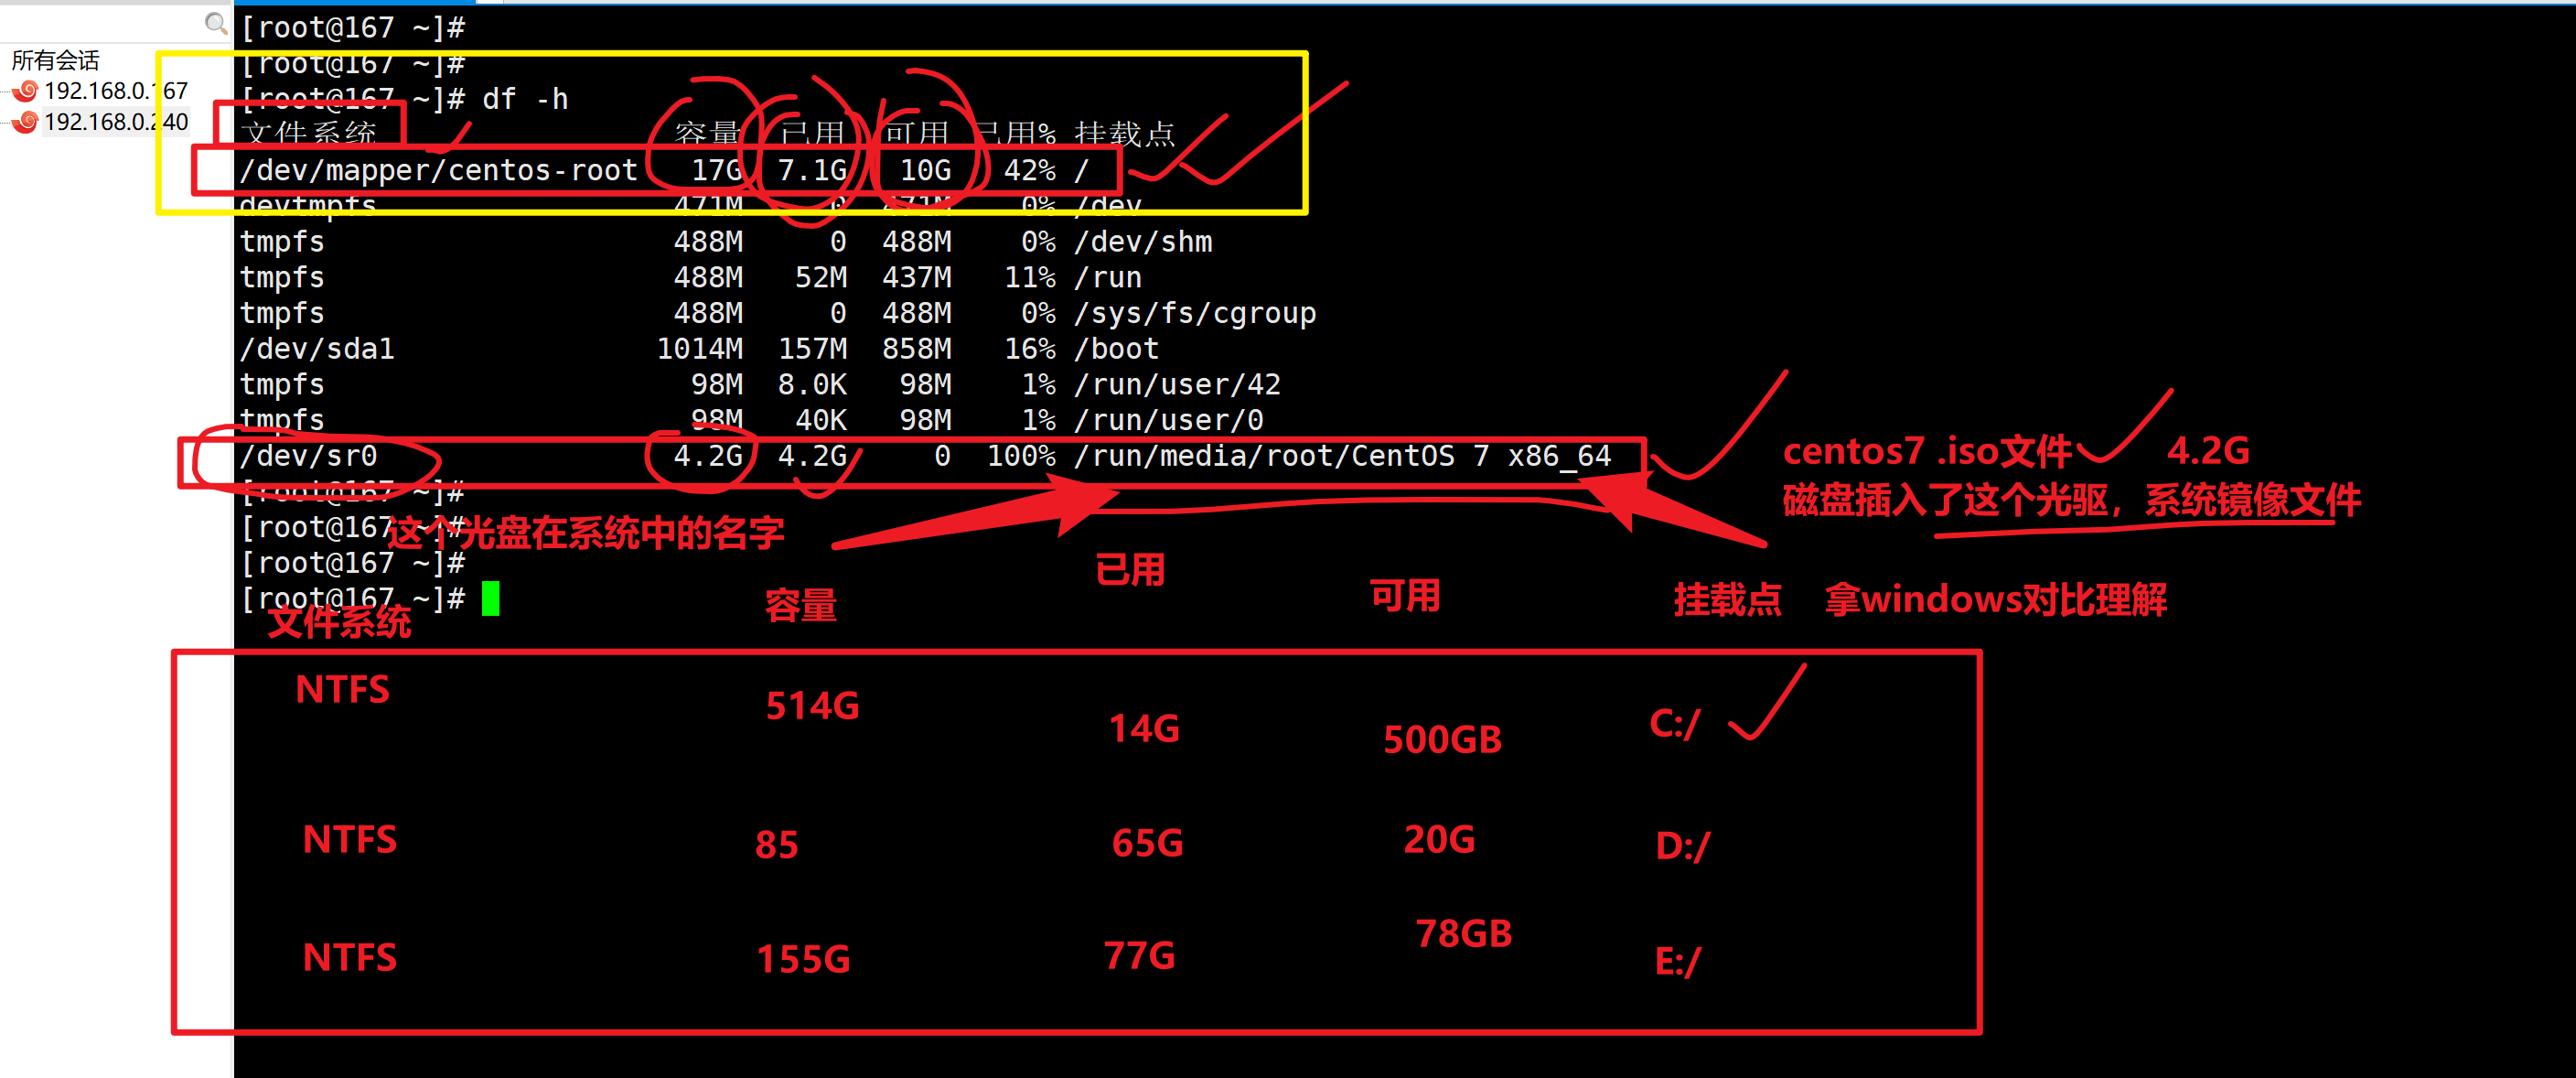 [root@167 ~]#
所有会话
[root@167 ~]#
192.168.0.167
[root@167 ~]# df -h
192.168.0.240
文件系统 容量 已用 可用 已用% 挂载点
/dev/mapper/centos-root 17G 7.1G 10G 42% /
devtmpfs 471M 0 471M 0% /dev
tmpfs 488M 0 488M 0% /dev/shm
tmpfs 488M 52M 437M 11% /run
tmpfs 488M 0 488M 0% /sys/fs/cgroup
/dev/sda1 1014M 157M 858M 16% /boot
tmpfs 98M 8.0K 98M 1% /run/user/42
tmpfs 98M 40K 98M 1% /run/user/0
/dev/sr0 4.2G 4.2G 0 100% /run/media/root/CentOS 7 x86_64
centos7 .iso文件 4.2G
[root@167 ~]#
磁盘插入了这个光驱，系统镜像文件
[root@167 ~]#
这个光盘在系统中的名字
[root@167 ~]#
[root@167 ~]#
文件系统 容量 已用 可用 挂载点 拿windows对比理解
NTFS 514G 14G 500GB C:/
NTFS 85 65G 20G D:/
NTFS 155G 77G 78GB E:/